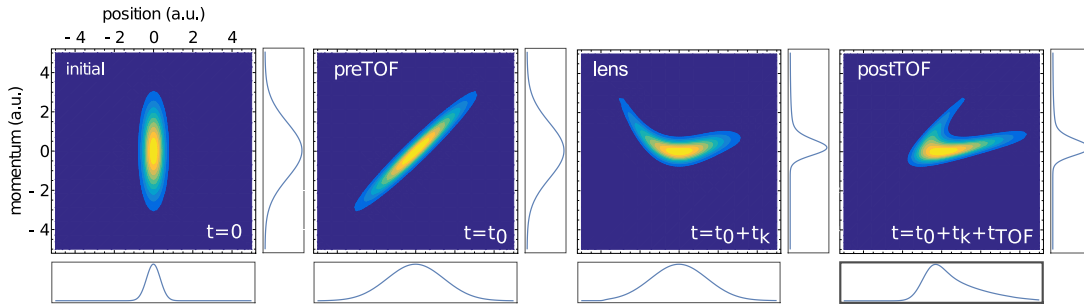 position (a.u.)
- 4 - 2 0 2 4
momentum (a.u.)
4
2
0
- 2
- 4
initial
t=0
preTOF
t=t0
lens
t=t0+tk
postTOF
t=t0+tk+tTOF